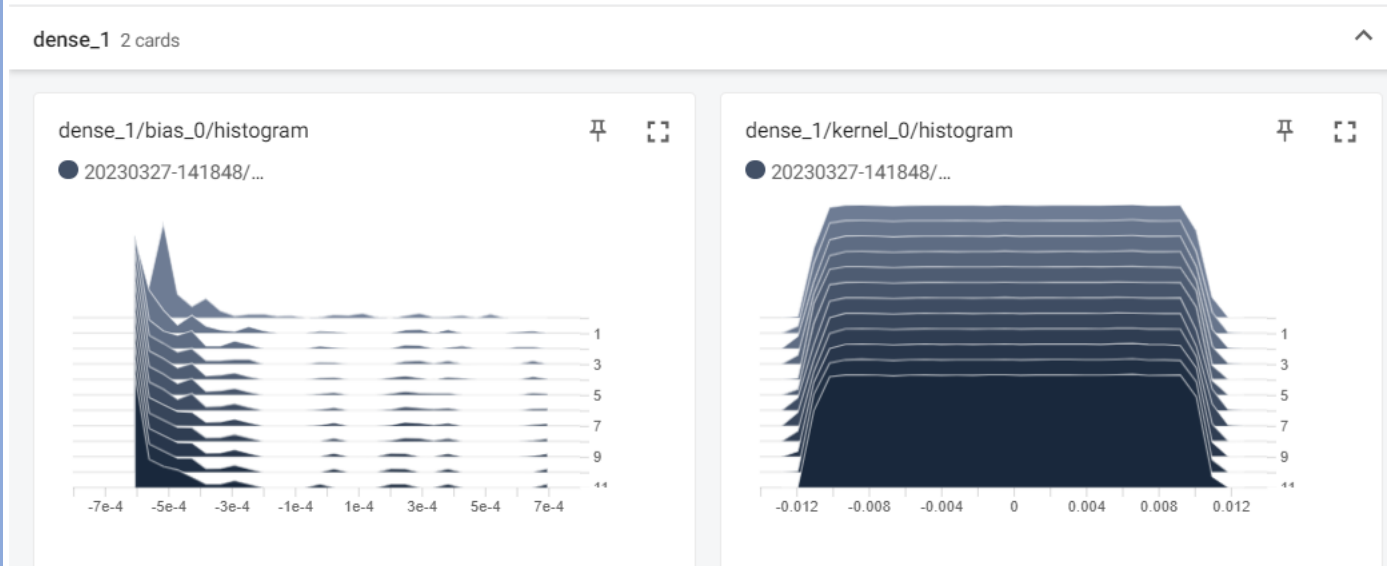 dense_1 2 cards
dense_1/bias_0/histogram
20230327-141848/...
1
3
5
7
9
11
-7e-4 -5e-4 -3e-4 -1e-4 1e-4 3e-4 5e-4 7e-4
dense_1/kernel_0/histogram
20230327-141848/...
1
3
5
7
9
11
-0.012 -0.008 -0.004 0 0.004 0.008 0.012